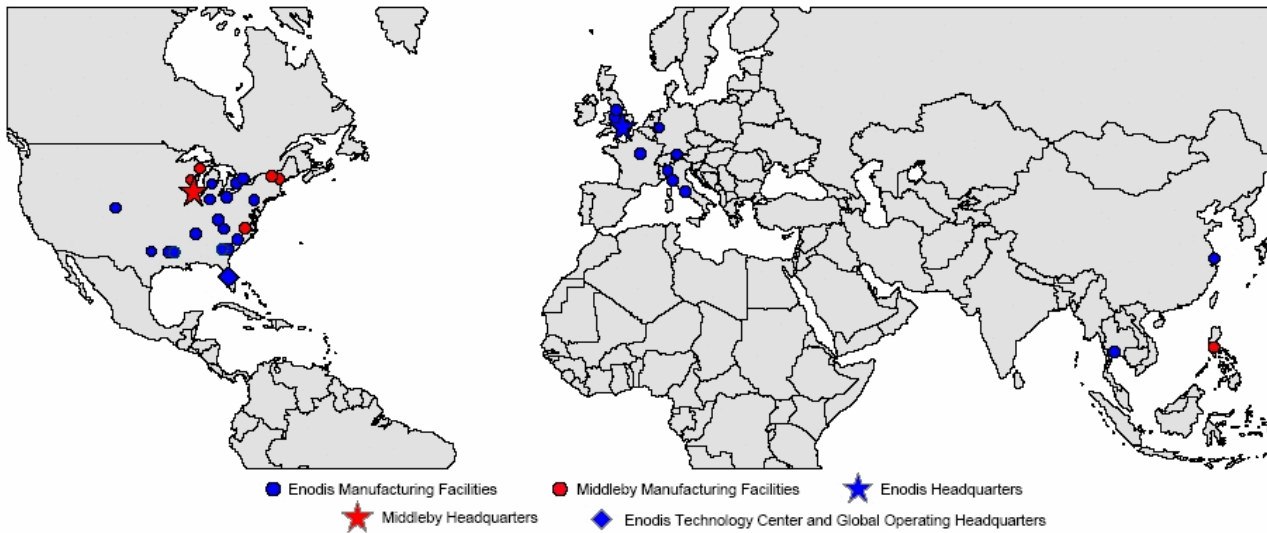 Enodis Manufacturing Facilities Middleby Manufacturing Facilities Enodis Headquarters
Middleby Headquarters Enodis Technology Center and Global Operating Headquarters